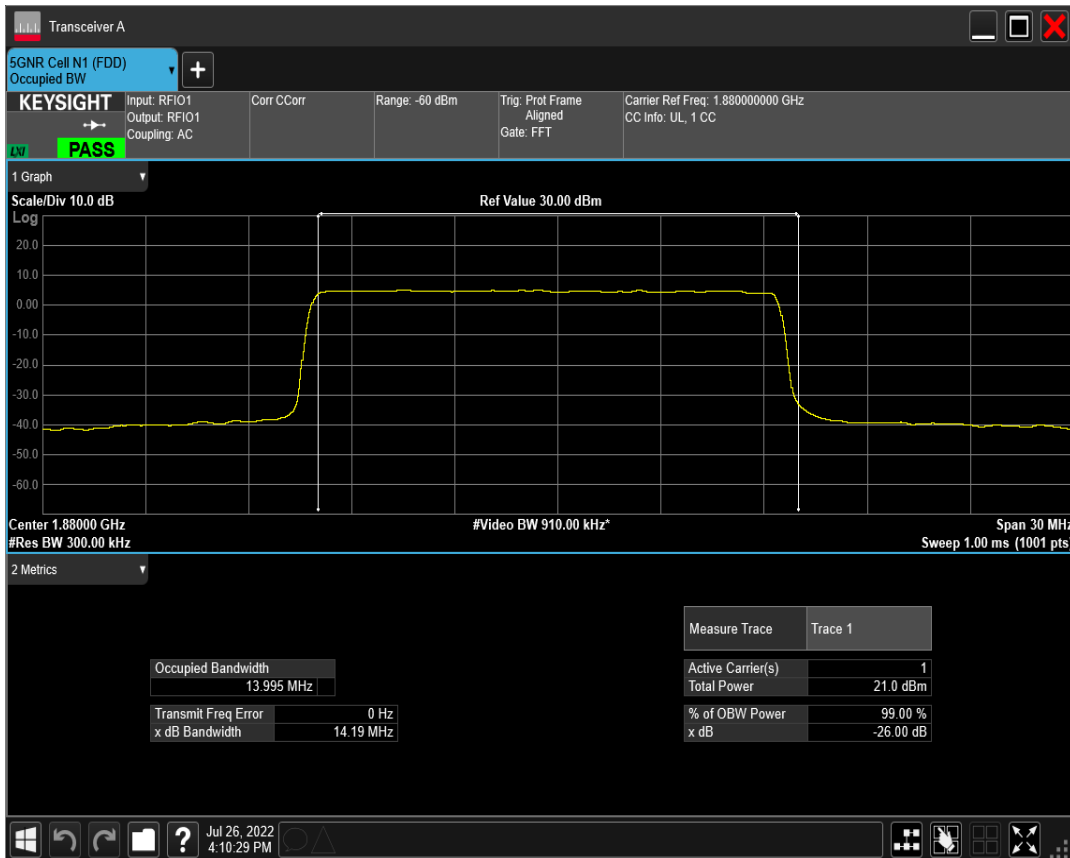 Transceiver A
5GNR Cell N1 (FDD)
Occupied BW
+
KEYSIGHT
LXI
PASS
Input: RFIO1
Output: RFIO1
Coupling: AC
Corr CCorr
Range: -60 dBm
Trig: Prot Frame
Aligned
Gate: FFT
Carrier Ref Freq: 1.880000000 GHz
CC Info: UL, 1 CC
1 Graph
Scale/Div 10.0 dB
Ref Value 30.00 dBm
Log
20.0
10.0
0.00
-10.0
-20.0
-30.0
-40.0
-50.0
-60.0
Center 1.88000 GHz
#Video BW 910.00 kHz*
Span 30 MHz
#Res BW 300.00 kHz
Sweep 1.00 ms (1001 pts)
2 Metrics
Measure Trace Trace 1
Occupied Bandwidth
13.995 MHz
Active Carrier(s) 1
Total Power 21.0 dBm
Transmit Freq Error 0 Hz
x dB Bandwidth 14.19 MHz
% of OBW Power 99.00 %
x dB -26.00 dB
?
Jul 26, 2022
4:10:29 PM